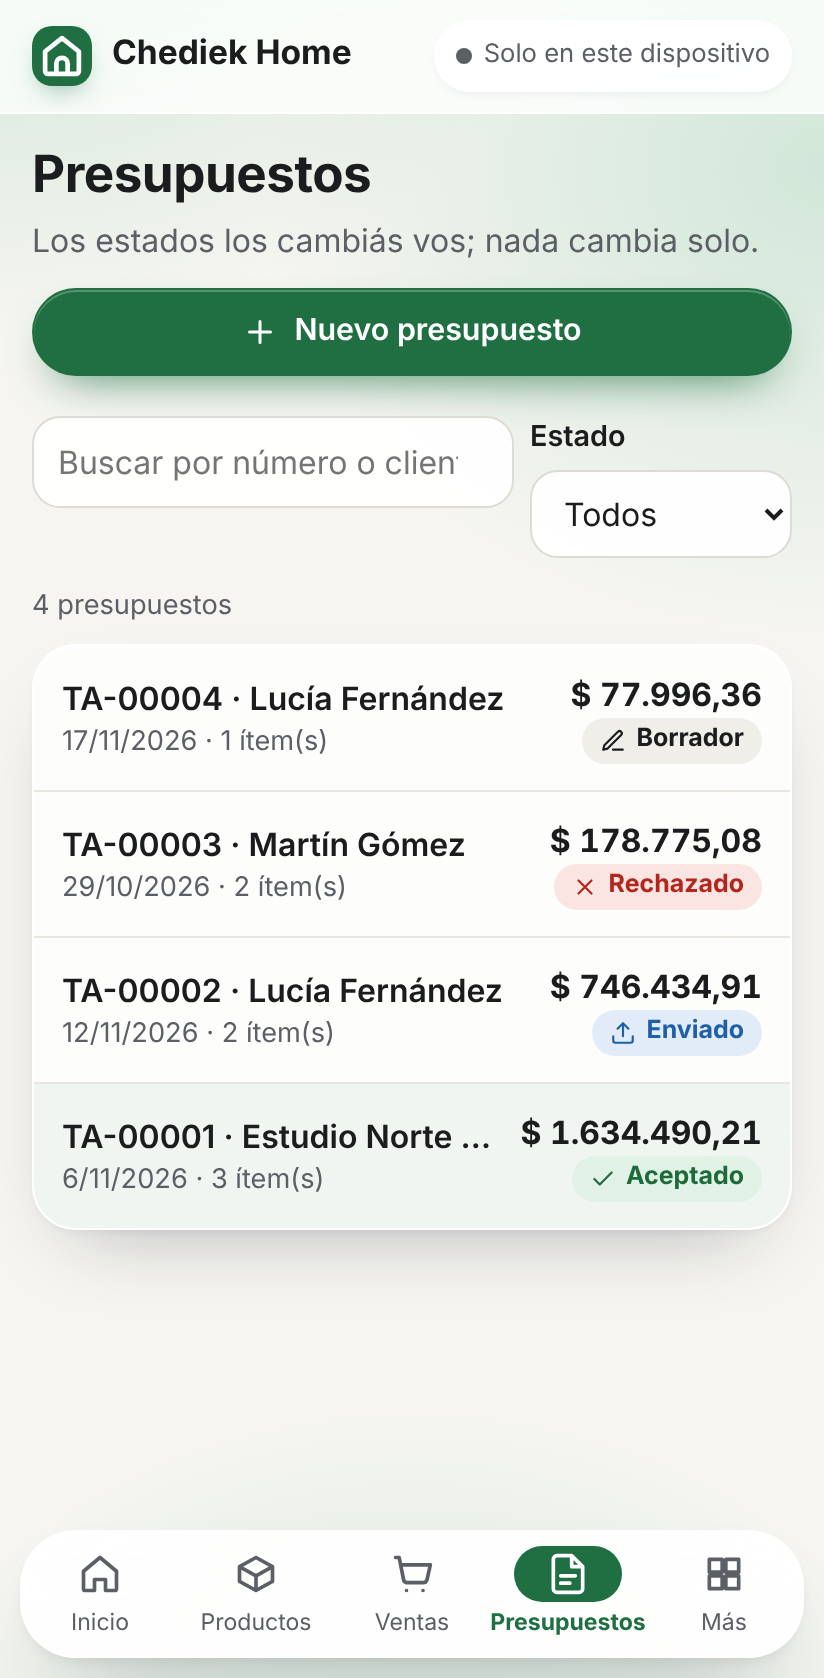 Chediek Home
Solo en este dispositivo
Presupuestos
Los estados los cambiás vos; nada cambia solo.
Nuevo presupuesto
Buscar por número o clien
Estado
Todos
4 presupuestos
TA-00004 · Lucía Fernández
$ 77.996,36
17/11/2026 · 1 ítem(s)
Borrador
TA-00003 · Martín Gómez
$ 178.775,08
29/10/2026 · 2 ítem(s)
Rechazado
TA-00002 · Lucía Fernández
$ 746.434,91
12/11/2026 · 2 ítem(s)
Enviado
TA-00001 · Estudio Norte ...
$ 1.634.490,21
6/11/2026 · 3 ítem(s)
Aceptado
Inicio
Productos
Ventas
Presupuestos
Más